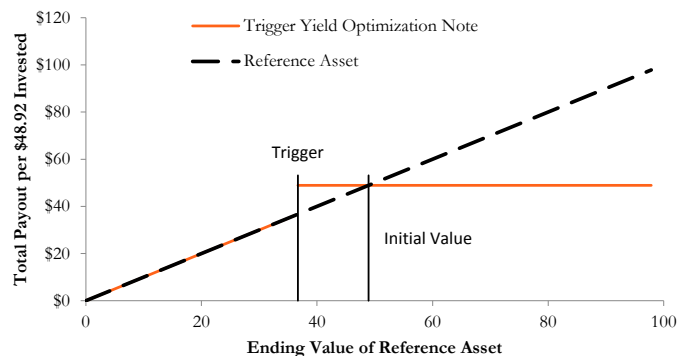 Total Payout per $48.92 Invested
$120
$100
$80
$60
$40
$20
$0
Trigger Yield Optimization Note
Reference Asset
Trigger
Initial Value
0
20
40
60
80
100
Ending Value of Reference Asset